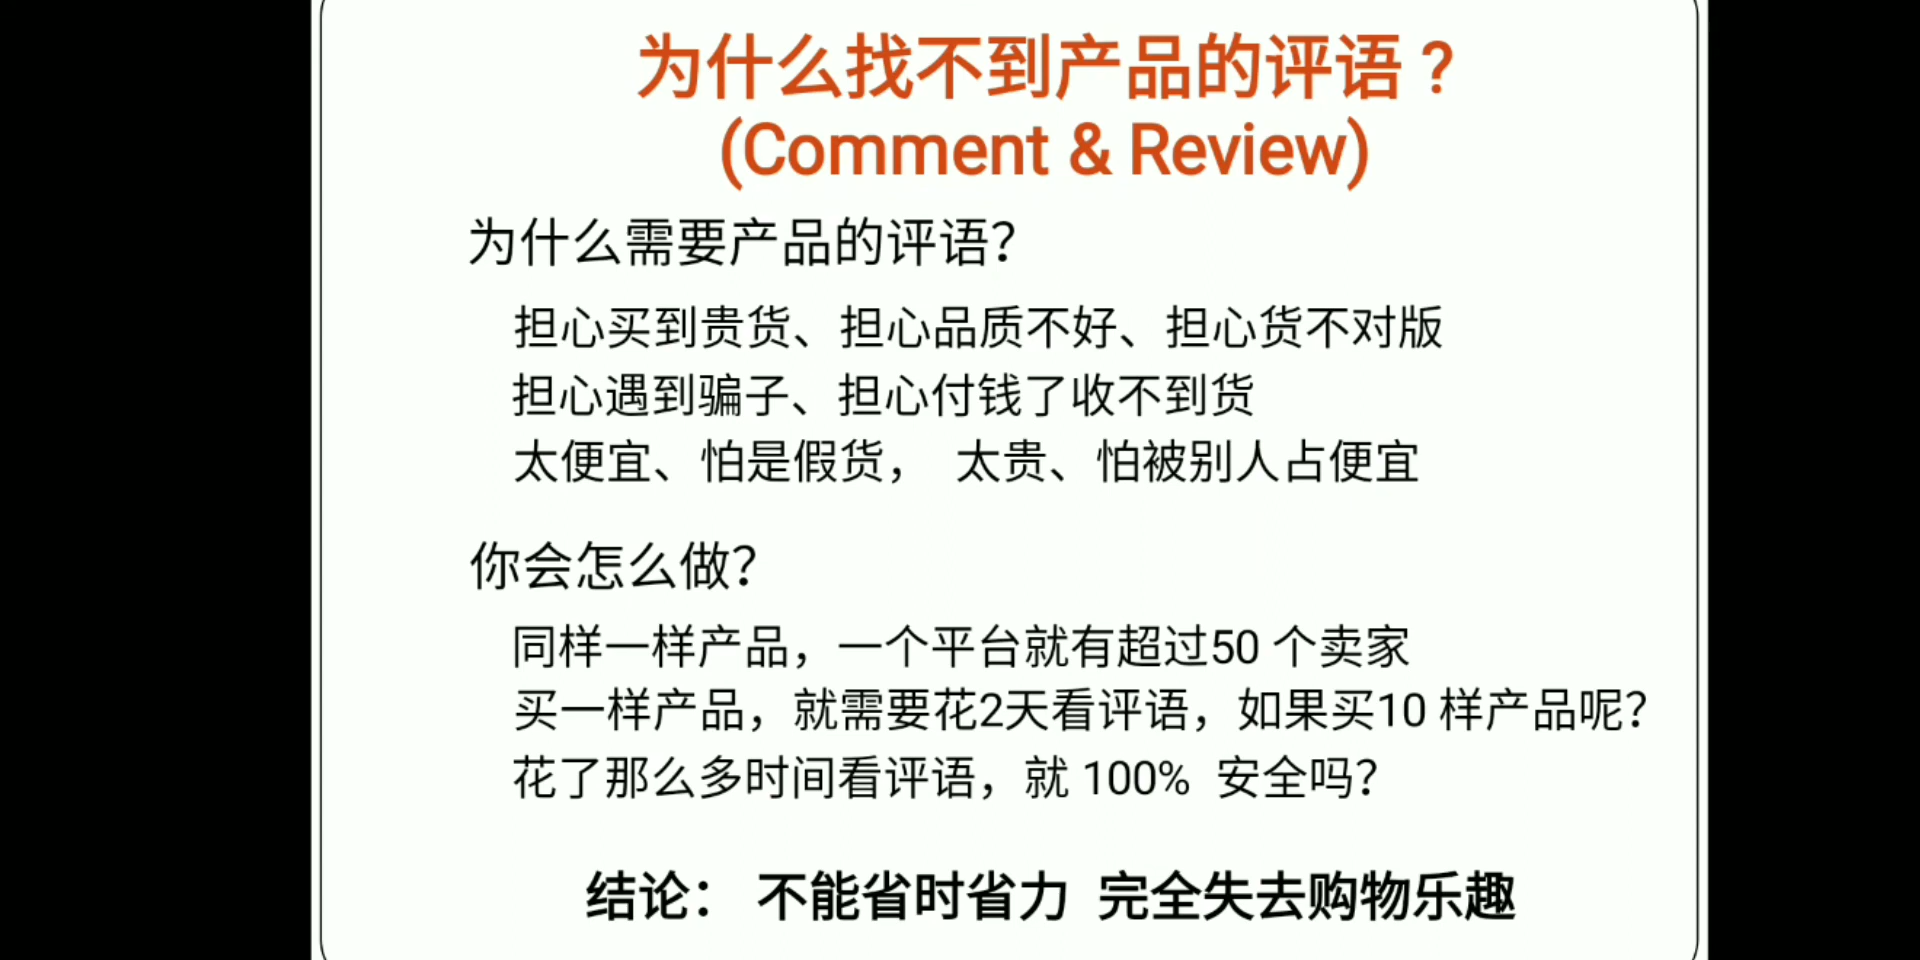 为什么找不到产品的评语？
(Comment & Review)
为什么需要产品的评语？
担心买到贵货、担心品质不好、担心货不对版
担心遇到骗子、担心付钱了收不到货
太便宜、怕是假货， 太贵、怕被别人占便宜
你会怎么做？
同样一样产品，一个平台就有超过50 个卖家
买一样产品，就需要花2天看评语，如果买10 样产品呢？
花了那么多时间看评语，就 100% 安全吗？
结论： 不能省时省力 完全失去购物乐趣